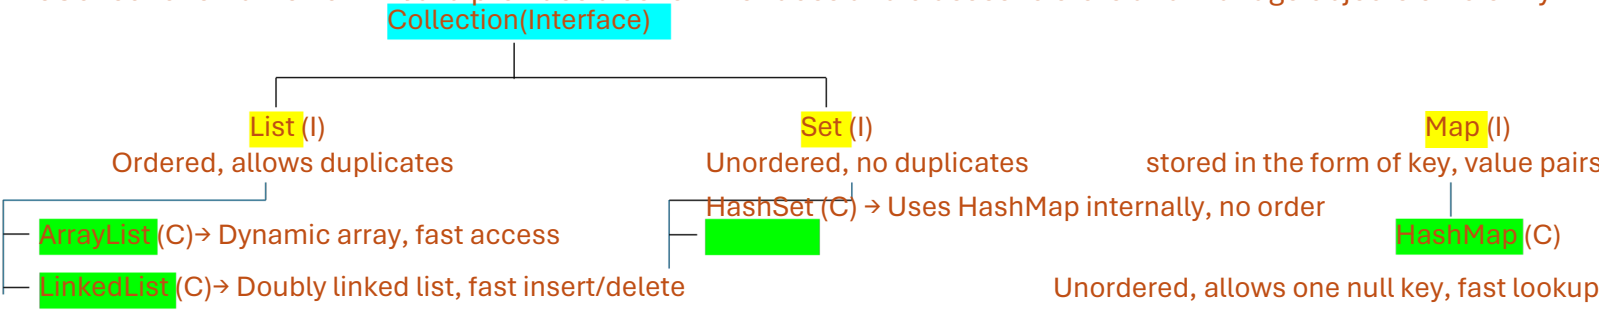 Collection(Interface)
List (I)
Set (I)
Map (I)
Ordered, allows duplicates
Unordered, no duplicates
stored in the form of key, value pairs
HashSet (C) → Uses HashMap internally, no order
ArrayList (C)→ Dynamic array, fast access
HashMap (C)
LinkedList (C)→ Doubly linked list, fast insert/delete
Unordered, allows one null key, fast lookup